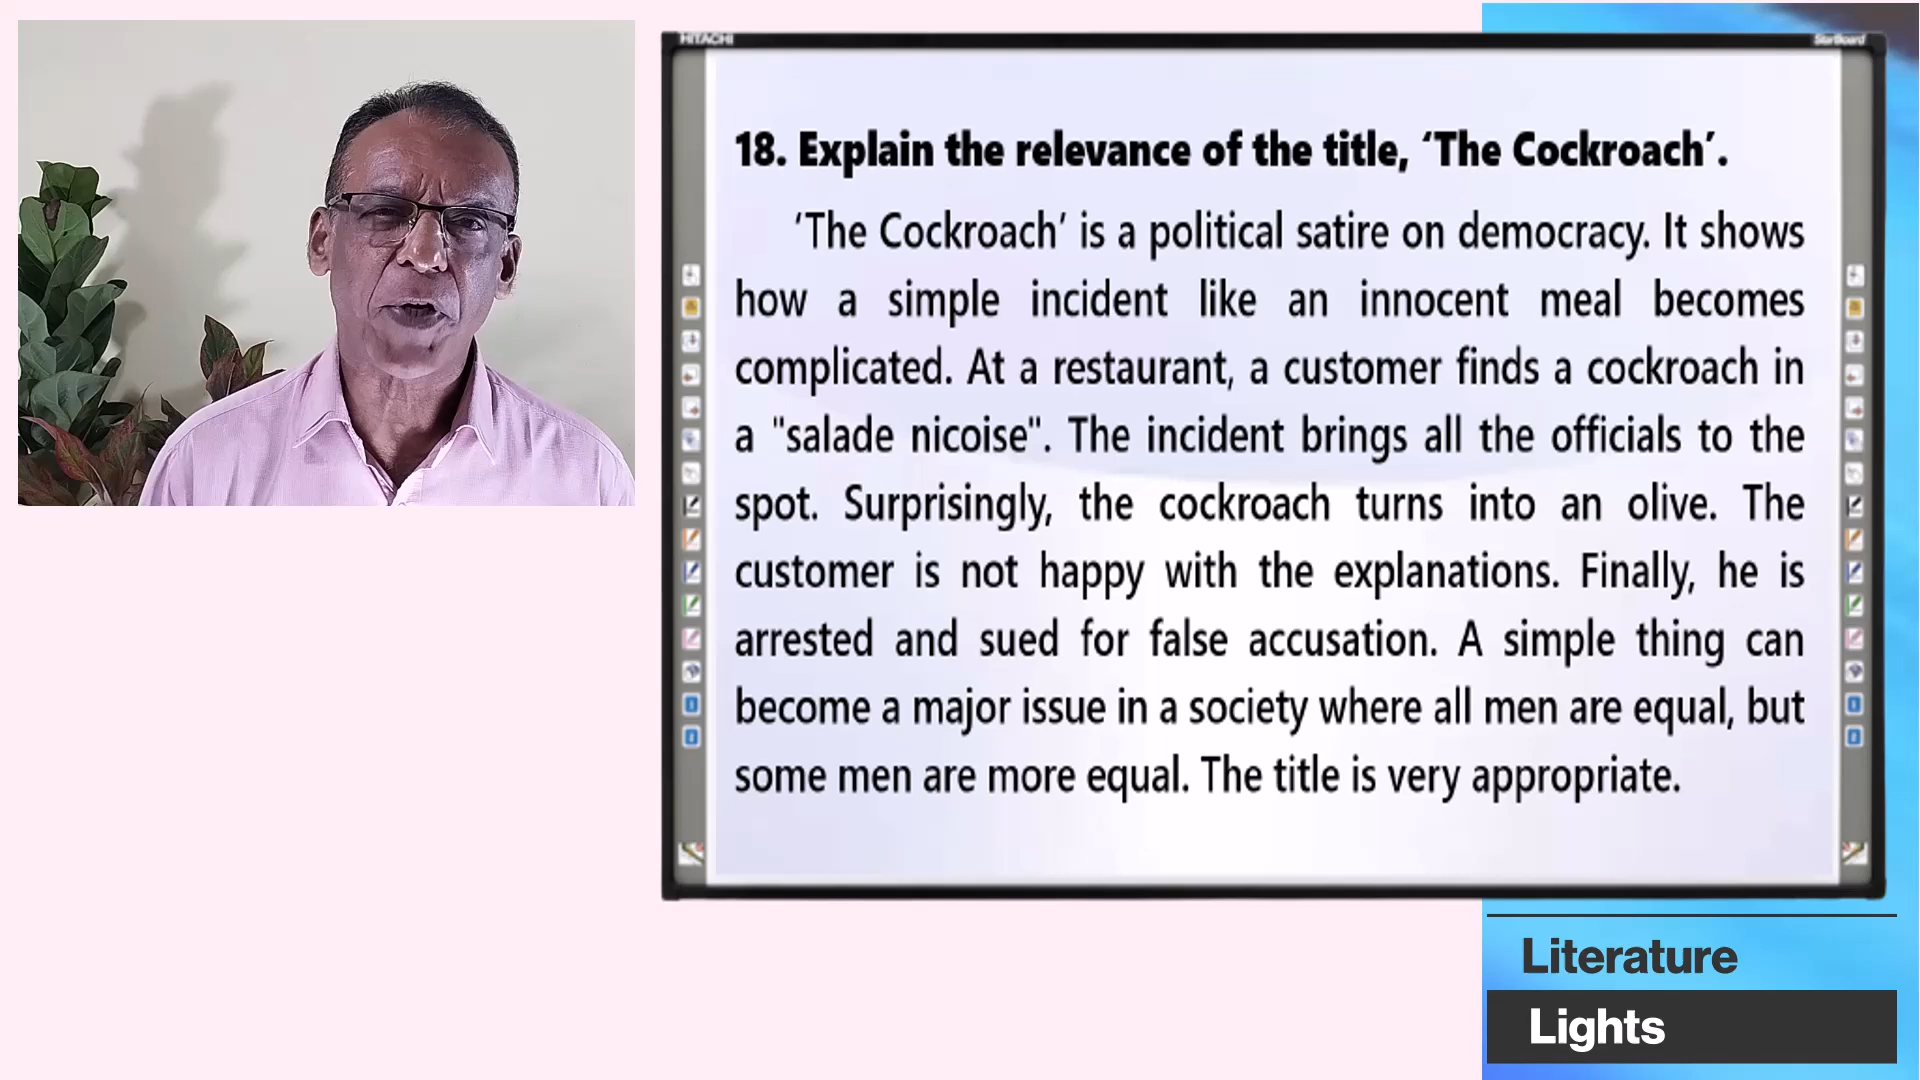 HITACHI
StarBoard
18. Explain the relevance of the title, ‘The Cockroach’.
‘The Cockroach’ is a political satire on democracy. It shows
how a simple incident like an innocent meal becomes
complicated. At a restaurant, a customer finds a cockroach in
a "salade nicoise". The incident brings all the officials to the
spot. Surprisingly, the cockroach turns into an olive. The
customer is not happy with the explanations. Finally, he is
arrested and sued for false accusation. A simple thing can
become a major issue in a society where all men are equal, but
some men are more equal. The title is very appropriate.
Literature
Lights